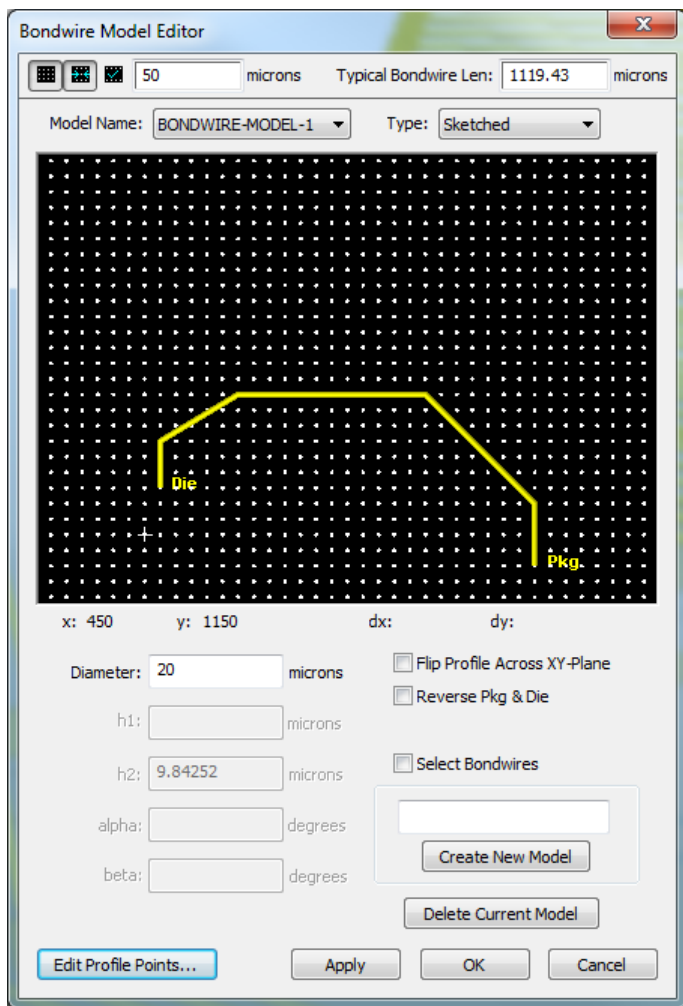 Bondwire Model Editor
50 microns Typical Bondwire Len: 1119.43 microns
Model Name: BONDWIRE-MODEL-1 Type: Sketched
Die
Pkg.
x: 450 y: 1150 dx: dy:
Diameter: 20 microns
Flip Profile Across XY-Plane
Reverse Pkg & Die
h1: microns
h2: 9.84252 microns
Select Bondwires
alpha: degrees
Create New Model
beta: degrees
Delete Current Model
Edit Profile Points... Apply OK Cancel